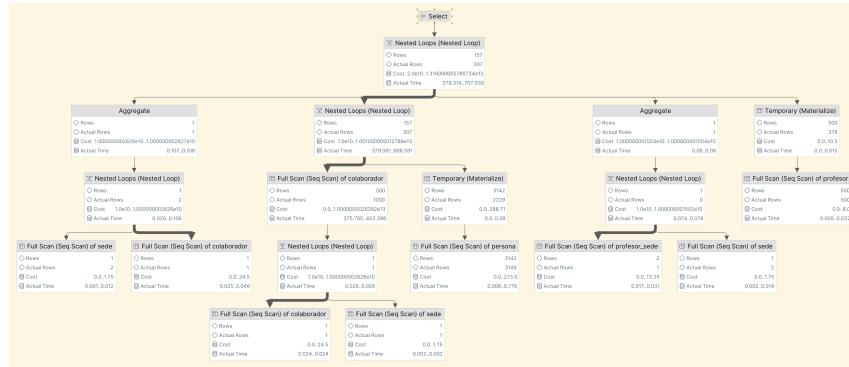 Select
Nested Loops (Nested Loop)
Rows 157
Actual Rows 307
Cost 2.0e10..1.316000005780734e13
Actual Time 379.314..707.039
Aggregate
Rows 1
Actual Rows 1
Cost 1.000000002626e10..1.000000002627e10
Actual Time 0.107..0.108
Nested Loops (Nested Loop)
Rows 157
Actual Rows 307
Cost 1.0e10..1.001000005012786e13
Actual Time 379.081..666.581
Aggregate
Rows 1
Actual Rows 1
Cost 1.000000001503e10..1.000000001504e10
Actual Time 0.08..0.08
Temporary (Materialize)
Rows 500
Actual Rows 378
Cost 0.0..10.5
Actual Time 0.0..0.015
Nested Loops (Nested Loop)
Rows 1
Actual Rows 2
Cost 1.0e10..1.000000002626e10
Actual Time 0.026..0.106
Full Scan (Seq Scan) of colaborador
Rows 500
Actual Rows 1000
Cost 0.0..1.000000002628e13
Actual Time 375.765..403.396
Temporary (Materialize)
Rows 3142
Actual Rows 2229
Cost 0.0..288.71
Actual Time 0.0..0.09
Nested Loops (Nested Loop)
Rows 1
Actual Rows 0
Cost 1.0e10..1.000000001502e10
Actual Time 0.074..0.078
Full Scan (Seq Scan) of profesor
Rows 500
Actual Rows 500
Cost 0.0..8.0
Actual Time 0.005..0.032
Full Scan (Seq Scan) of sede
Rows 1
Actual Rows 2
Cost 0.0..1.75
Actual Time 0.001..0.012
Full Scan (Seq Scan) of colaborador
Rows 1
Actual Rows 1
Cost 0.0..24.5
Actual Time 0.025..0.046
Nested Loops (Nested Loop)
Rows 1
Actual Rows 1
Cost 1.0e10..1.000000002626e10
Actual Time 0.026..0.026
Full Scan (Seq Scan) of persona
Rows 3142
Actual Rows 3148
Cost 0.0..273.0
Actual Time 0.006..0.778
Full Scan (Seq Scan) of profesor_sede
Rows 2
Actual Rows 1
Cost 0.0..13.25
Actual Time 0.017..0.031
Full Scan (Seq Scan) of sede
Rows 1
Actual Rows 2
Cost 0.0..1.75
Actual Time 0.002..0.014
Full Scan (Seq Scan) of colaborador
Rows 1
Actual Rows 1
Cost 0.0..24.5
Actual Time 0.024..0.024
Full Scan (Seq Scan) of sede
Rows 1
Actual Rows 1
Cost 0.0..1.75
Actual Time 0.002..0.002